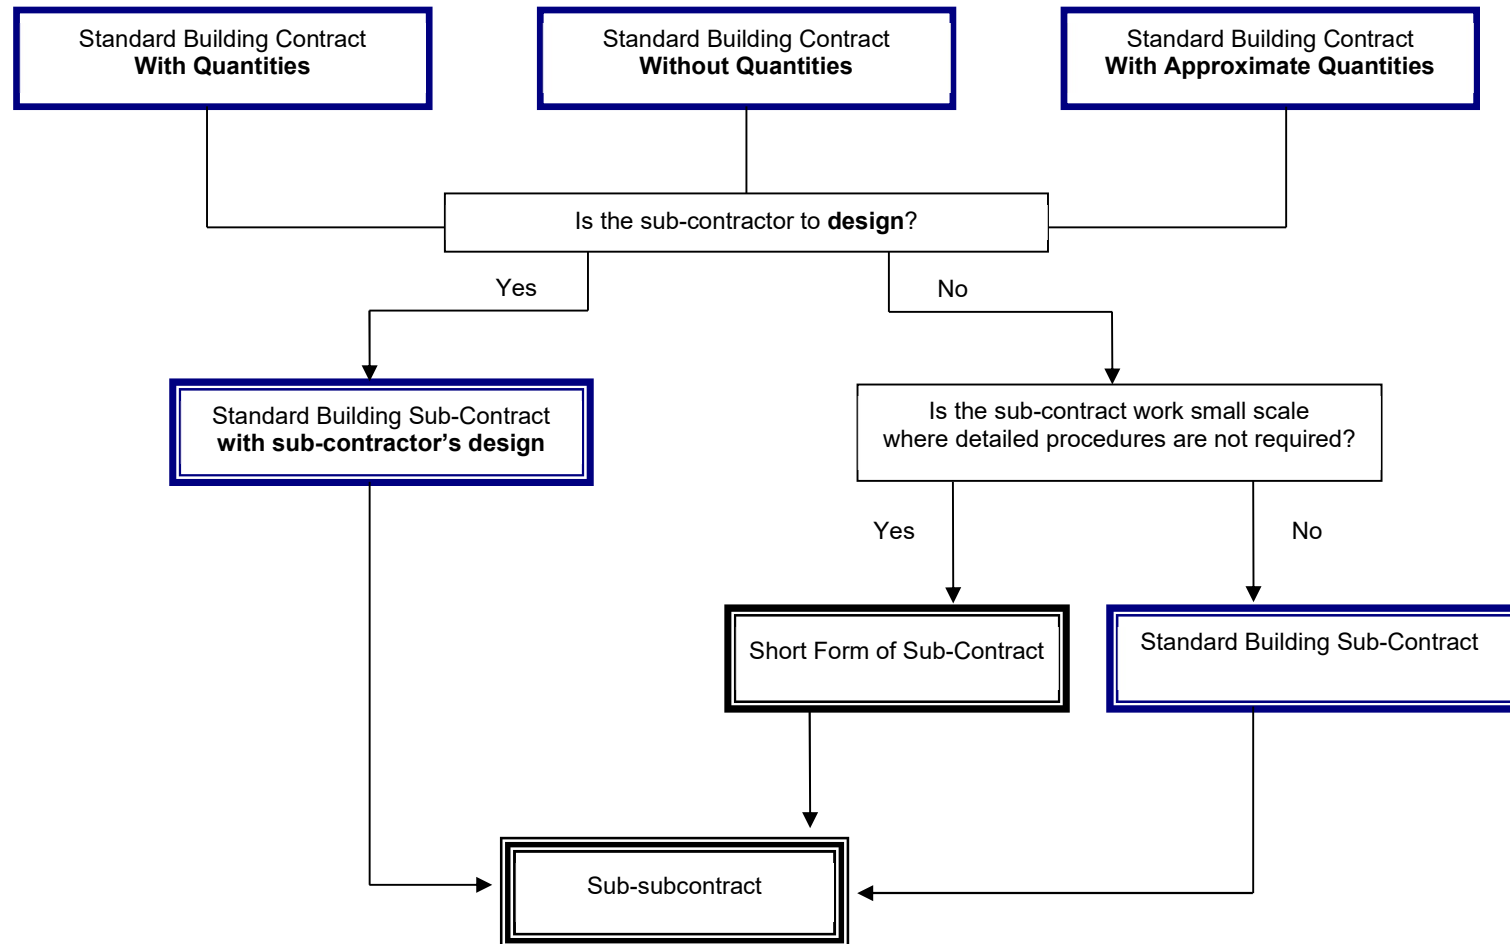 Standard Building Contract
With Quantities
Standard Building Contract
Without Quantities
Standard Building Contract
With Approximate Quantities
Is the sub-contractor to design?
Yes
No
Standard Building Sub-Contract
with sub-contractor’s design
Is the sub-contract work small scale
where detailed procedures are not required?
Yes
No
Short Form of Sub-Contract
Standard Building Sub-Contract
Sub-subcontract